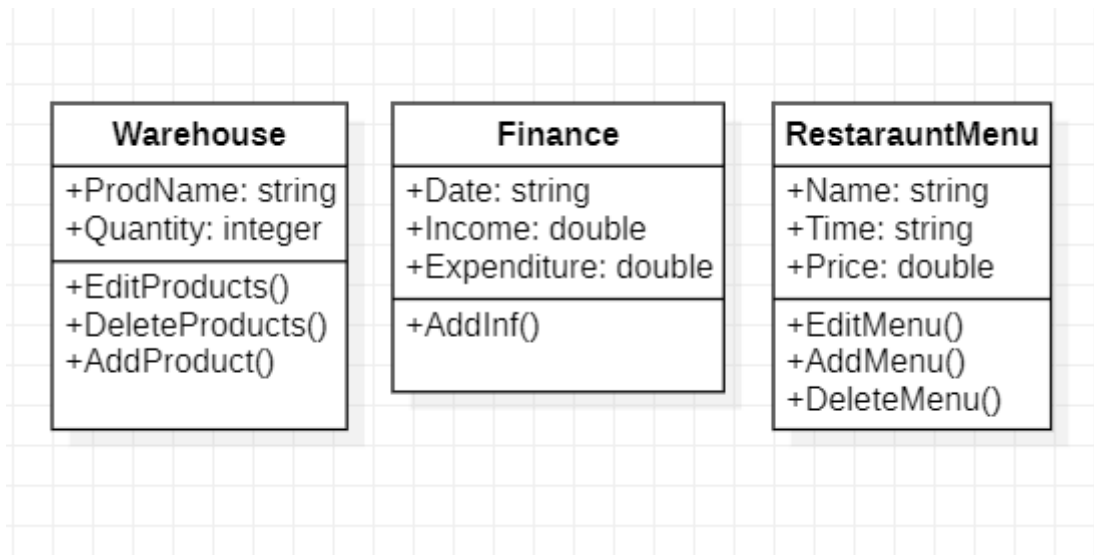 Warehouse
+ProdName: string
+Quantity: integer
+EditProducts()
+DeleteProducts()
+AddProduct()
Finance
+Date: string
+Income: double
+Expenditure: double
+AddInf()
RestarauntMenu
+Name: string
+Time: string
+Price: double
+EditMenu()
+AddMenu()
+DeleteMenu()